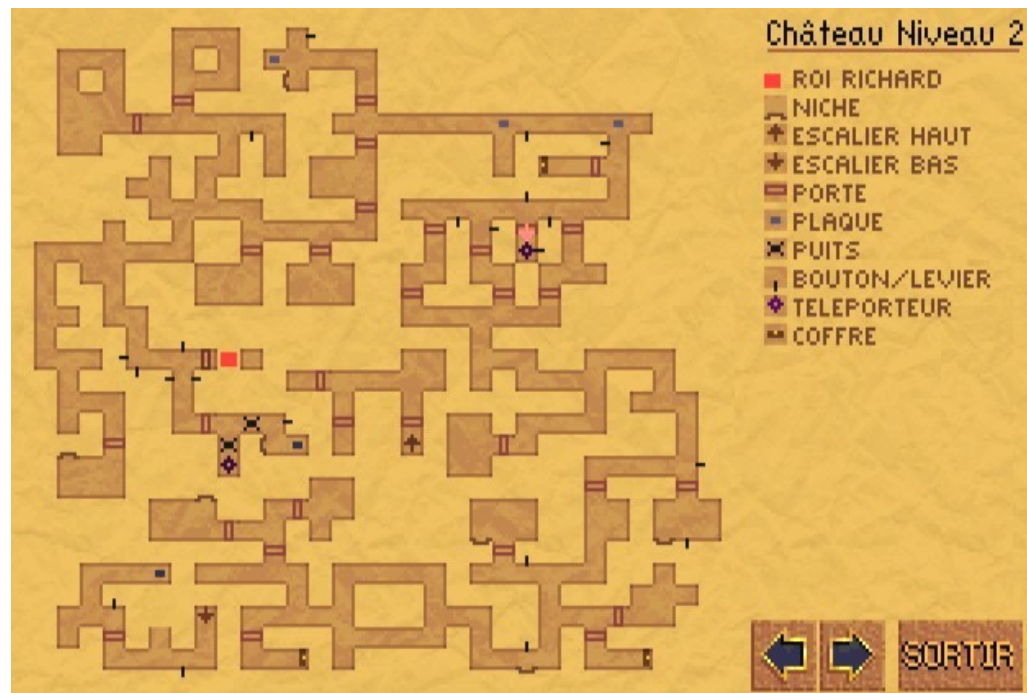 Château Niveau 2
ROI RICHARD
NICHE
ESCALIER HAUT
ESCALIER BAS
PORTE
PLAQUE
PUITS
BOUTON/LEVIER
TELEPORTEUR
COFFRE
SORTIR